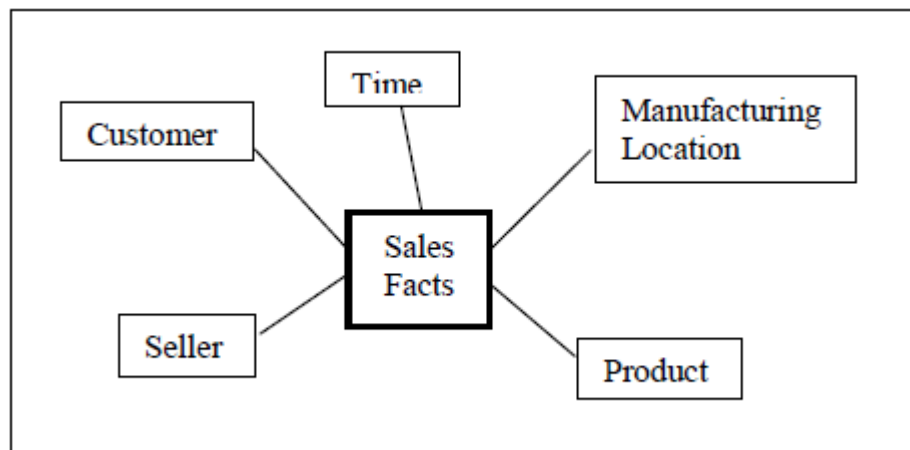 Time
Customer
Manufacturing
Location
Sales
Facts
Seller
Product